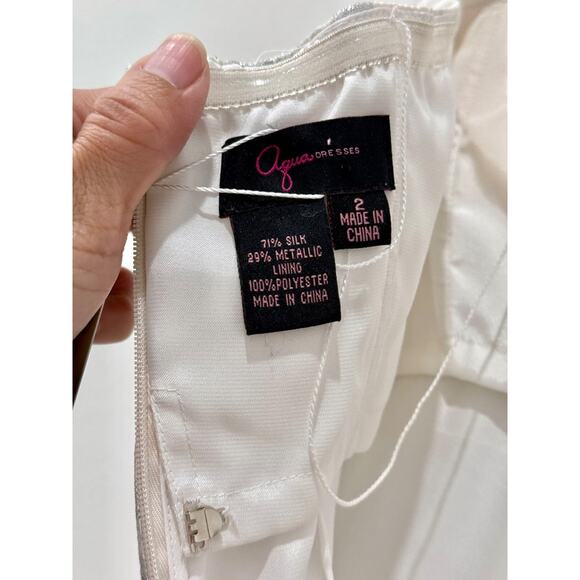 aqua DRESSES
2
MADE IN
CHINA
71% SILK
29% METALLIC
LINING
100%POLYESTER
MADE IN CHINA